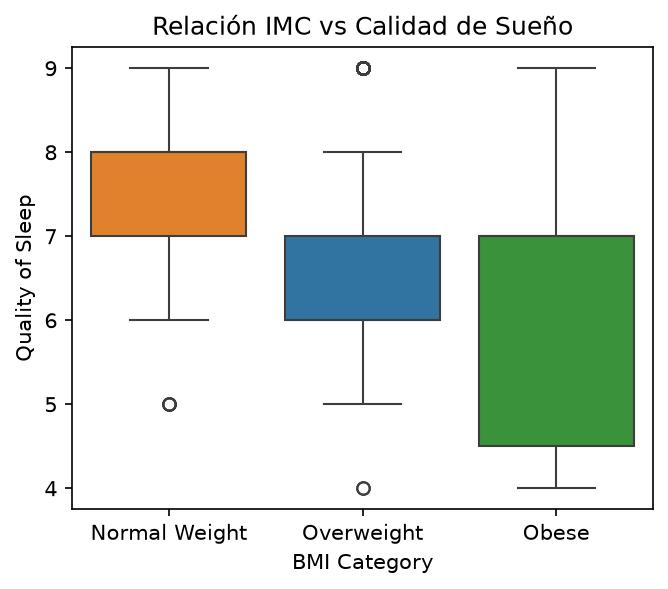 Relación IMC vs Calidad de Sueño
Quality of Sleep
9
8
7
6
5
4
Normal Weight
Overweight
Obese
BMI Category